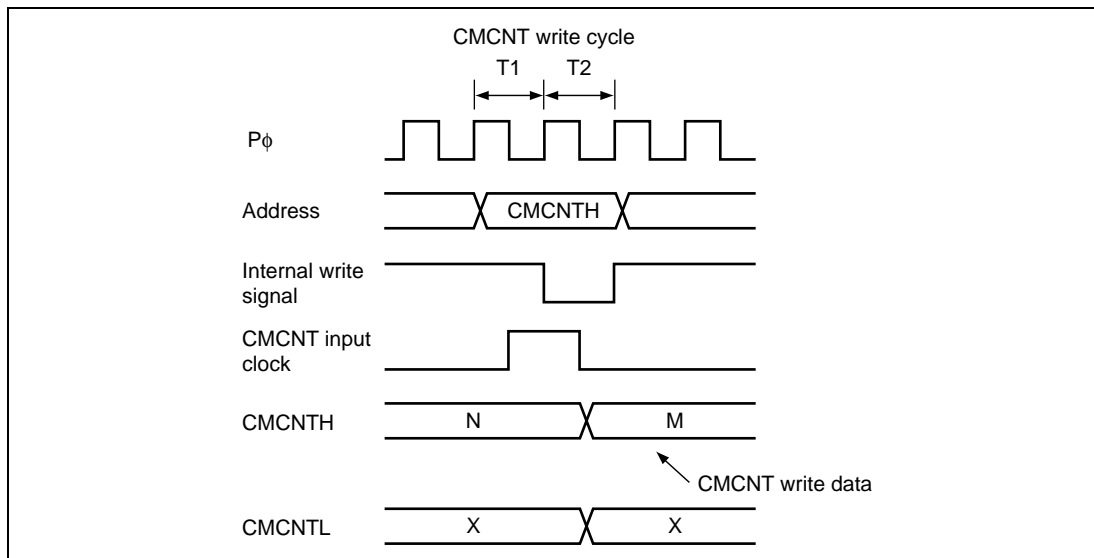 CMCNT write cycle
T1 T2
Pϕ
Address
CMCNTH
Internal write
signal
CMCNT input
clock
CMCNTH
N M
CMCNT write data
CMCNTL
X X